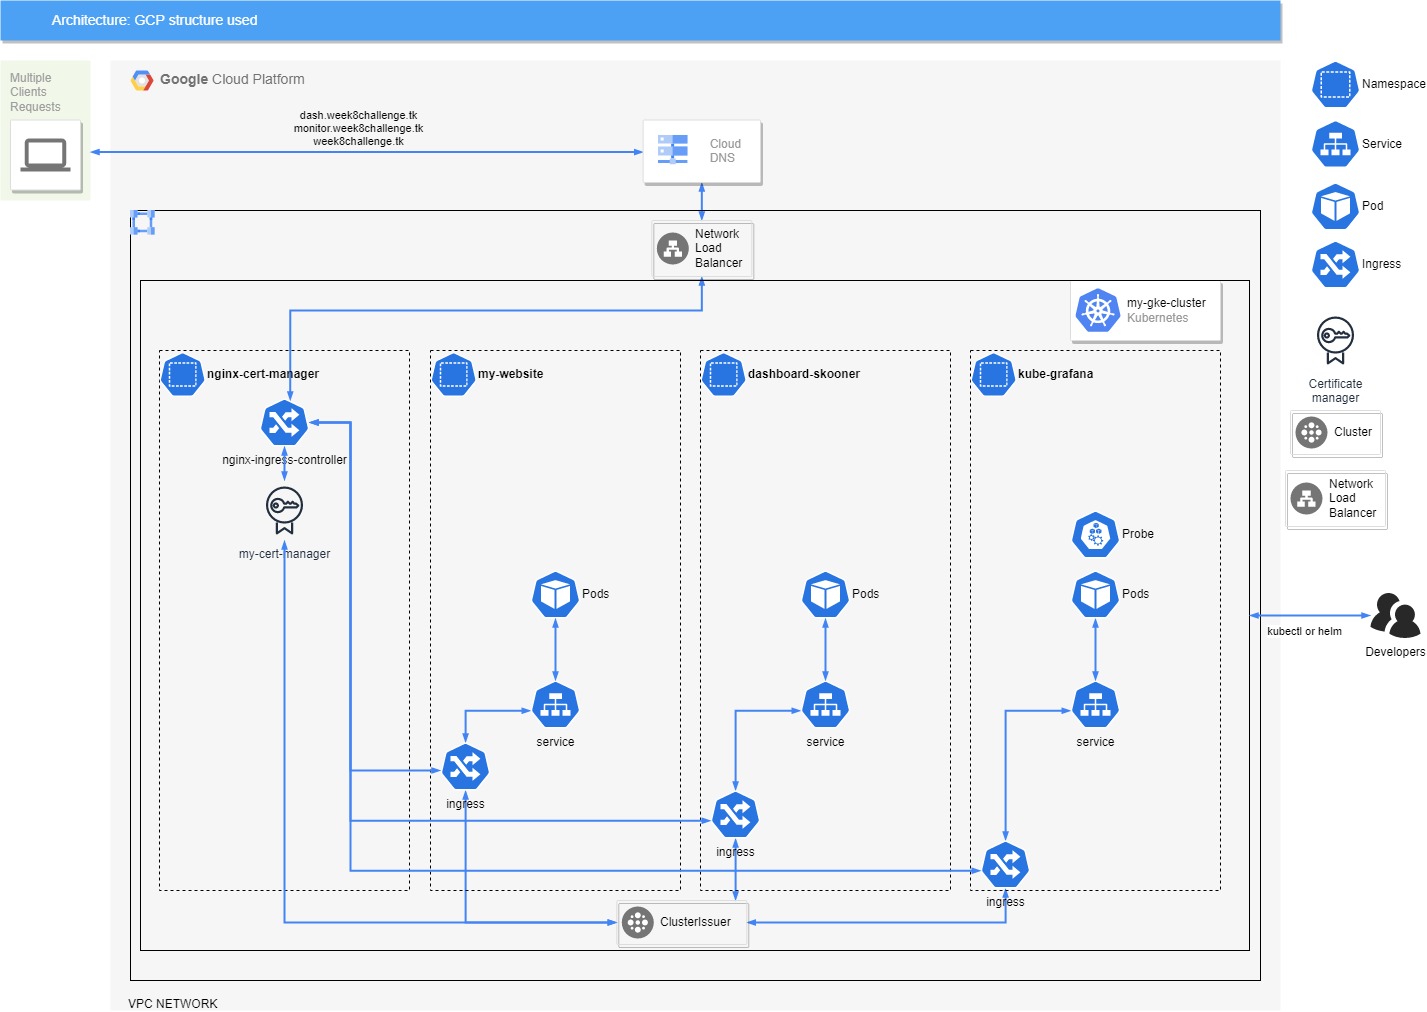 Architecture: GCP structure used
Multiple
Clients
Requests
Google Cloud Platform
dash.week8challenge.tk
monitor.week8challenge.tk
week8challenge.tk
Cloud
DNS
Network
Load
Balancer
my-gke-cluster
Kubernetes
nginx-cert-manager
my-website
dashboard-skooner
kube-grafana
nginx-ingress-controller
my-cert-manager
Probe
Pods
Pods
Pods
service
service
service
ingress
ingress
ingress
ClusterIssuer
VPC NETWORK
kubectl or helm
Developers
Namespace
Service
Pod
Ingress
Certificate
manager
Cluster
Network
Load
Balancer